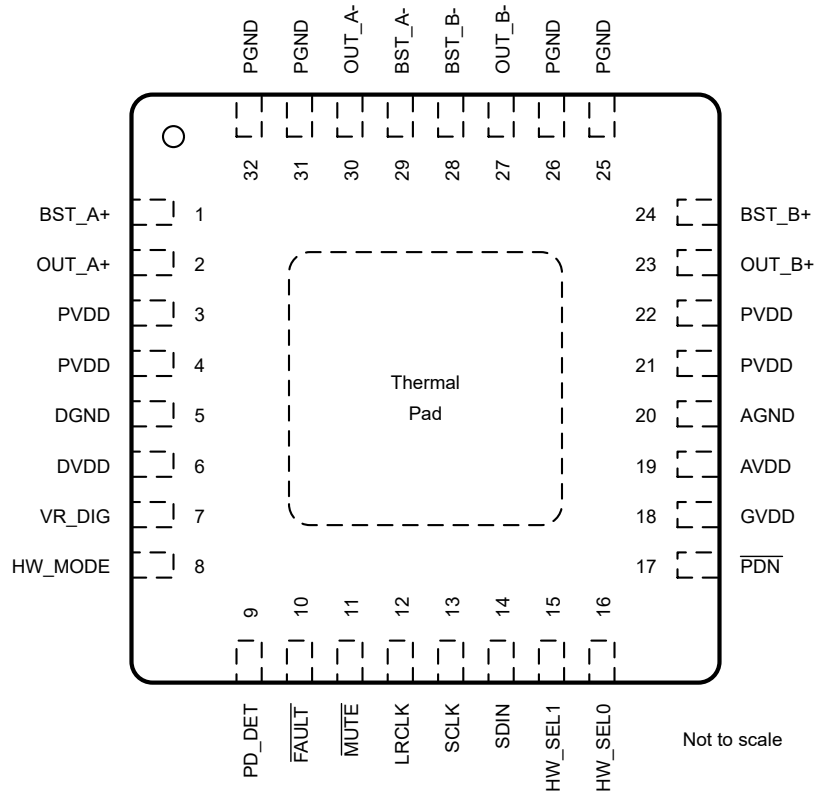 PGND
PGND
OUT_A-
BST_A-
BST_B-
OUT_B-
PGND
PGND
32
31
30
29
28
27
26
25
BST_A+ 1
24 BST_B+
OUT_A+ 2
23 OUT_B+
PVDD 3
22 PVDD
PVDD 4
21 PVDD
DGND 5
20 AGND
DVDD 6
19 AVDD
VR_DIG 7
18 GVDD
HW_MODE 8
17 PDN
Thermal
Pad
9
10
11
12
13
14
15
16
PD_DET
FAULT
MUTE
LRCLK
SCLK
SDIN
HW_SEL1
HW_SEL0
Not to scale